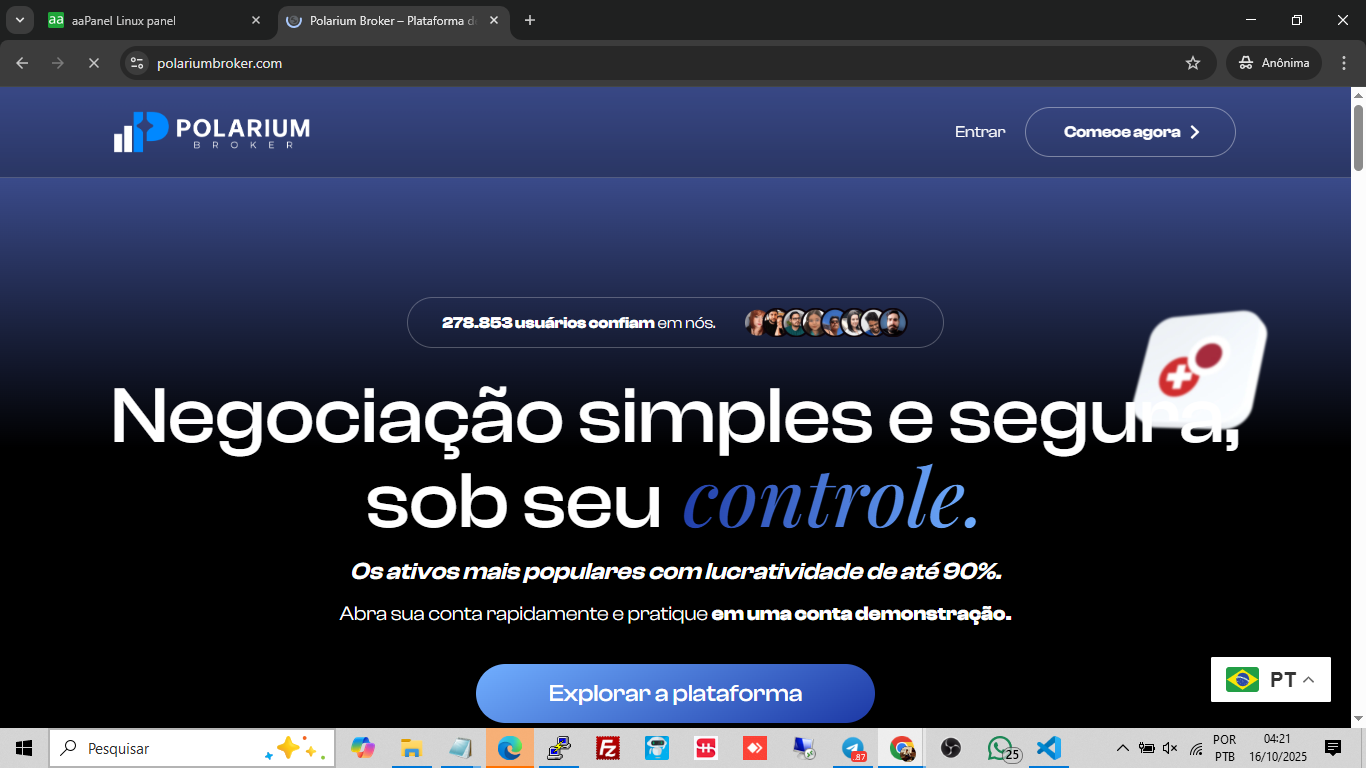 aa
aaPanel Linux panel
Polarium Broker – Plataforma de
polariumbroker.com
Anônima
POLARIUM
BROKER
Entrar
Comece agora
278.853 usuários confiam em nós.
Negociação simples e segura,
sob seu controle.
Os ativos mais populares com lucratividade de até 90%.
Abra sua conta rapidamente e pratique em uma conta demonstração.
Explorar a plataforma
PT
Pesquisar
.87
25
POR
PTB
04:21
16/10/2025